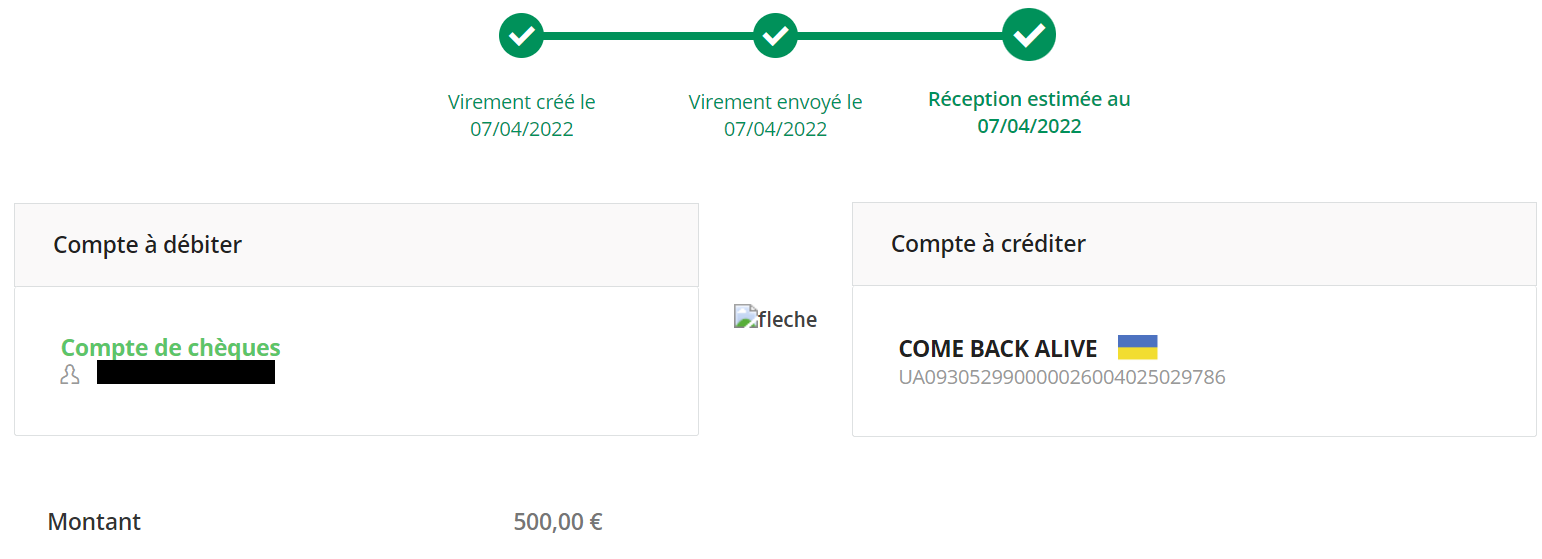 Virement créé le
07/04/2022
Virement envoyé le
07/04/2022
Réception estimée au
07/04/2022
Compte à débiter
Compte de chèques
fleche
Compte à créditer
COME BACK ALIVE
UA093052990000026004025029786
Montant
500,00 €